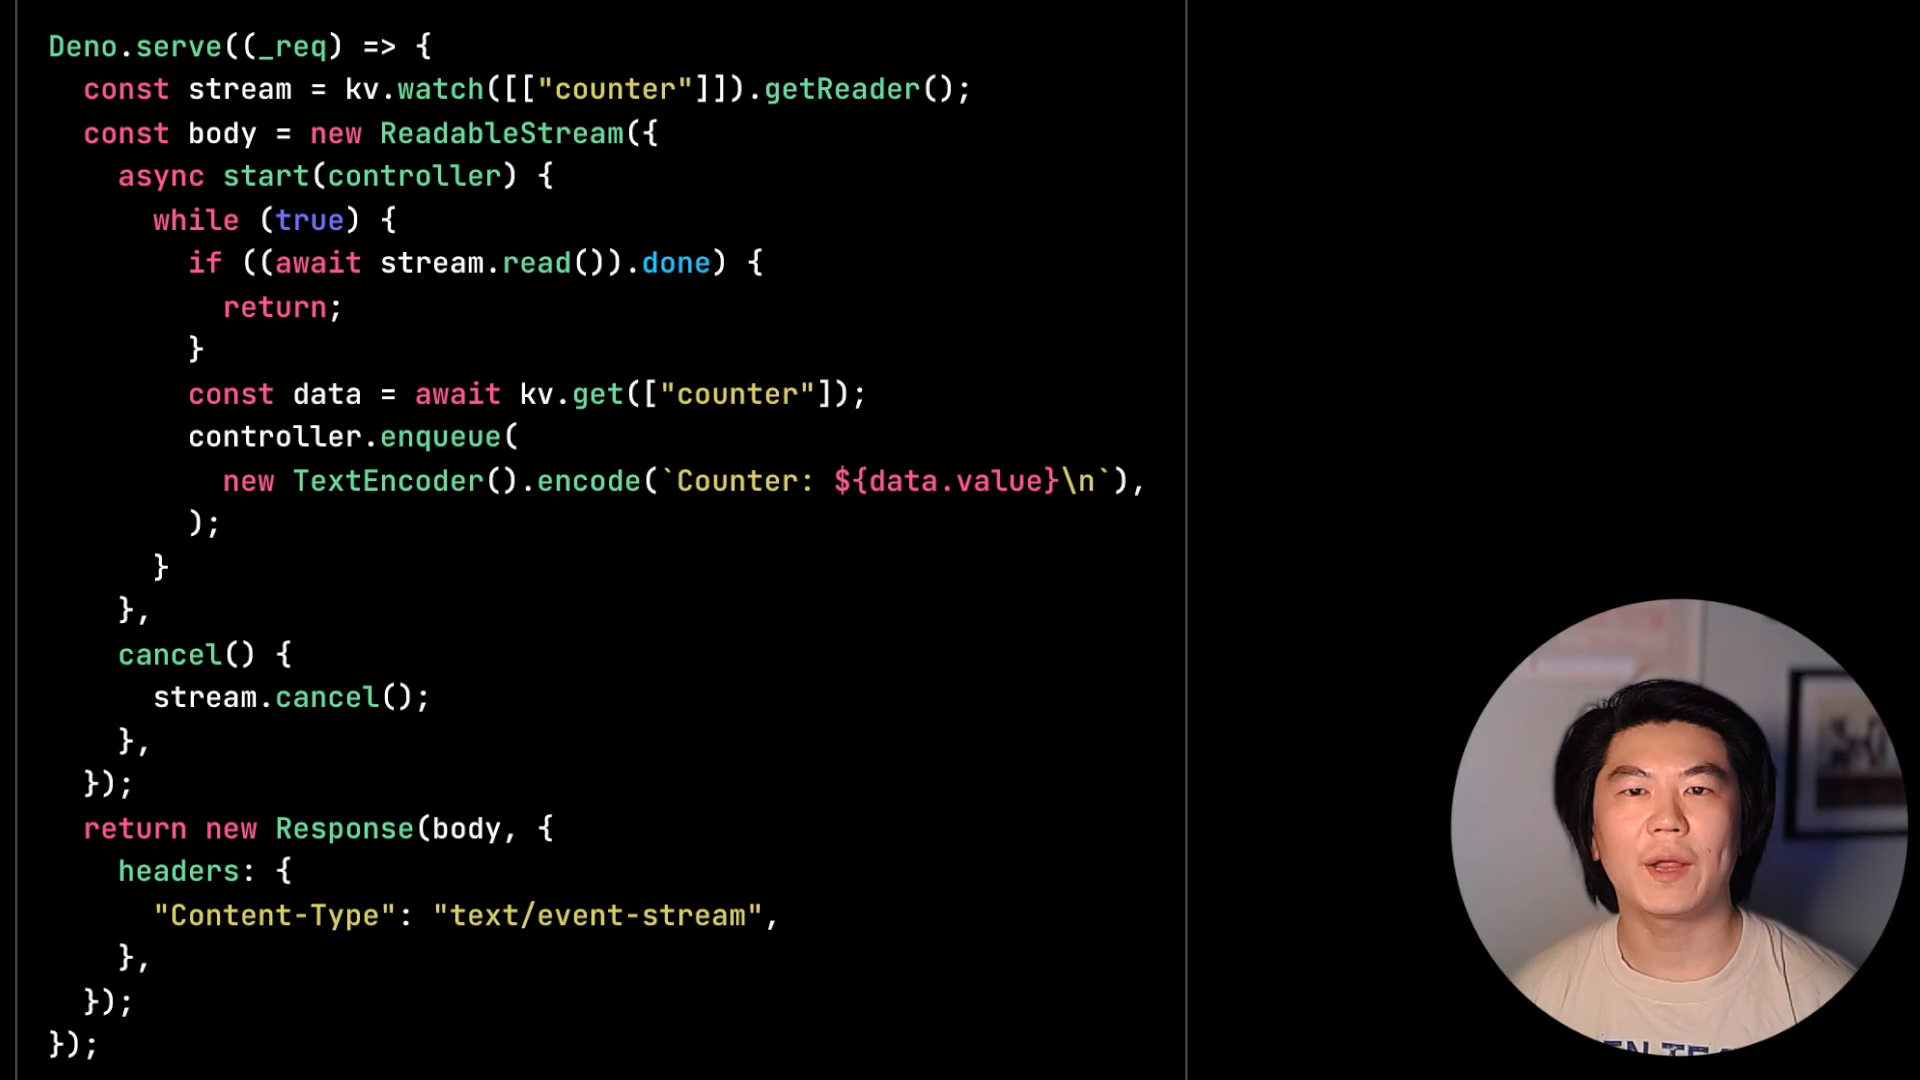 Deno.serve((_req) => {
  const stream = kv.watch([["counter"]]).getReader();
  const body = new ReadableStream({
    async start(controller) {
      while (true) {
        if ((await stream.read()).done) {
          return;
        }
        const data = await kv.get(["counter"]);
        controller.enqueue(
          new TextEncoder().encode(`Counter: ${data.value}\n`),
        );
      }
    },
    cancel() {
      stream.cancel();
    },
  });
  return new Response(body, {
    headers: {
      "Content-Type": "text/event-stream",
    },
  });
});